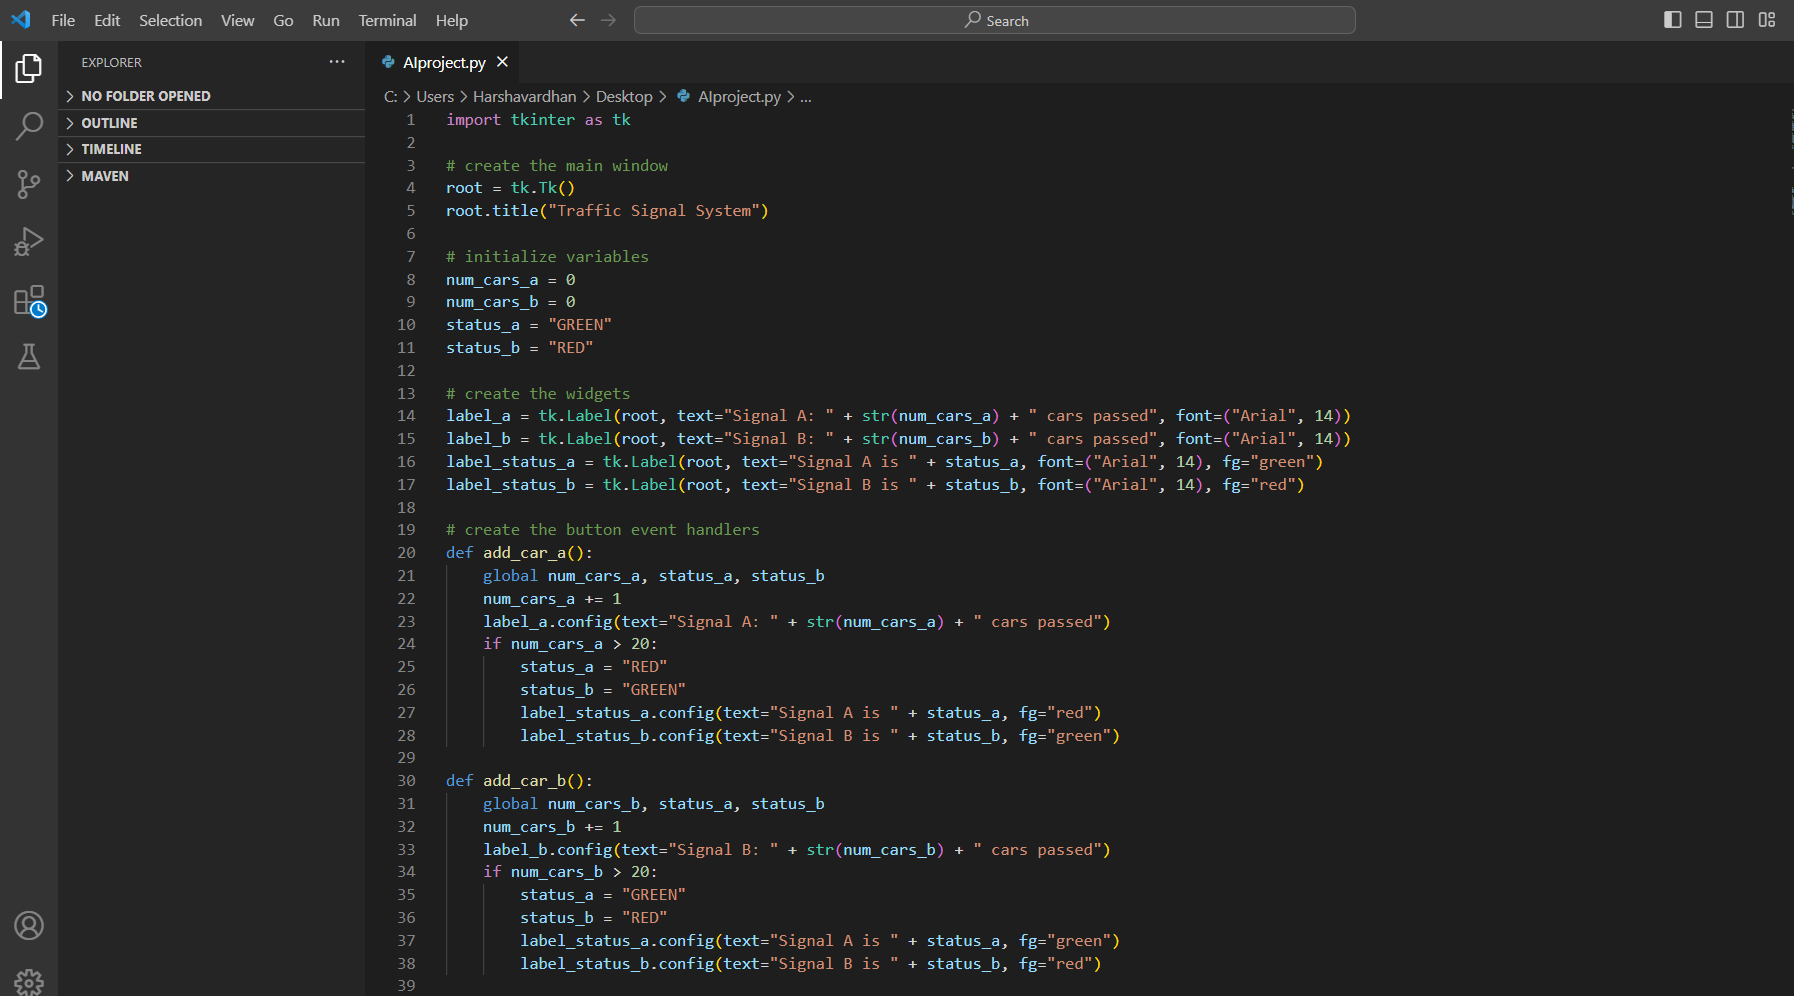 File Edit Selection View Go Run Terminal Help
Search
EXPLORER
NO FOLDER OPENED
OUTLINE
TIMELINE
MAVEN
AIproject.py
C: > Users > Harshavardhan > Desktop > AIproject.py > ...
1 import tkinter as tk
2
3 # create the main window
4 root = tk.Tk()
5 root.title("Traffic Signal System")
6
7 # initialize variables
8 num_cars_a = 0
9 num_cars_b = 0
10 status_a = "GREEN"
11 status_b = "RED"
12
13 # create the widgets
14 label_a = tk.Label(root, text="Signal A: " + str(num_cars_a) + " cars passed", font=("Arial", 14))
15 label_b = tk.Label(root, text="Signal B: " + str(num_cars_b) + " cars passed", font=("Arial", 14))
16 label_status_a = tk.Label(root, text="Signal A is " + status_a, font=("Arial", 14), fg="green")
17 label_status_b = tk.Label(root, text="Signal B is " + status_b, font=("Arial", 14), fg="red")
18
19 # create the button event handlers
20 def add_car_a():
21     global num_cars_a, status_a, status_b
22     num_cars_a += 1
23     label_a.config(text="Signal A: " + str(num_cars_a) + " cars passed")
24     if num_cars_a > 20:
25         status_a = "RED"
26         status_b = "GREEN"
27         label_status_a.config(text="Signal A is " + status_a, fg="red")
28         label_status_b.config(text="Signal B is " + status_b, fg="green")
29
30 def add_car_b():
31     global num_cars_b, status_a, status_b
32     num_cars_b += 1
33     label_b.config(text="Signal B: " + str(num_cars_b) + " cars passed")
34     if num_cars_b > 20:
35         status_a = "GREEN"
36         status_b = "RED"
37         label_status_a.config(text="Signal A is " + status_a, fg="green")
38         label_status_b.config(text="Signal B is " + status_b, fg="red")
39